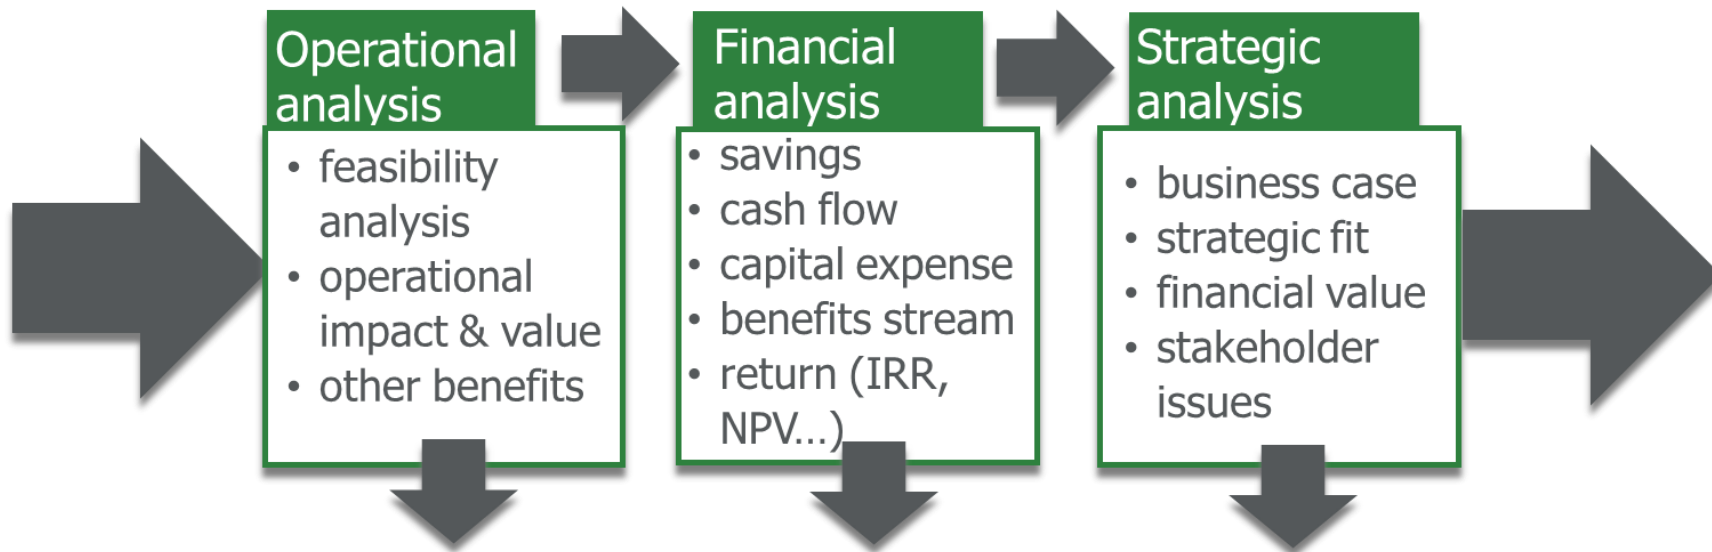 Operational
analysis
• feasibility
analysis
• operational
impact & value
• other benefits
Financial
analysis
• savings
• cash flow
• capital expense
• benefits stream
• return (IRR,
NPV...)
Strategic
analysis
• business case
• strategic fit
• financial value
• stakeholder
issues